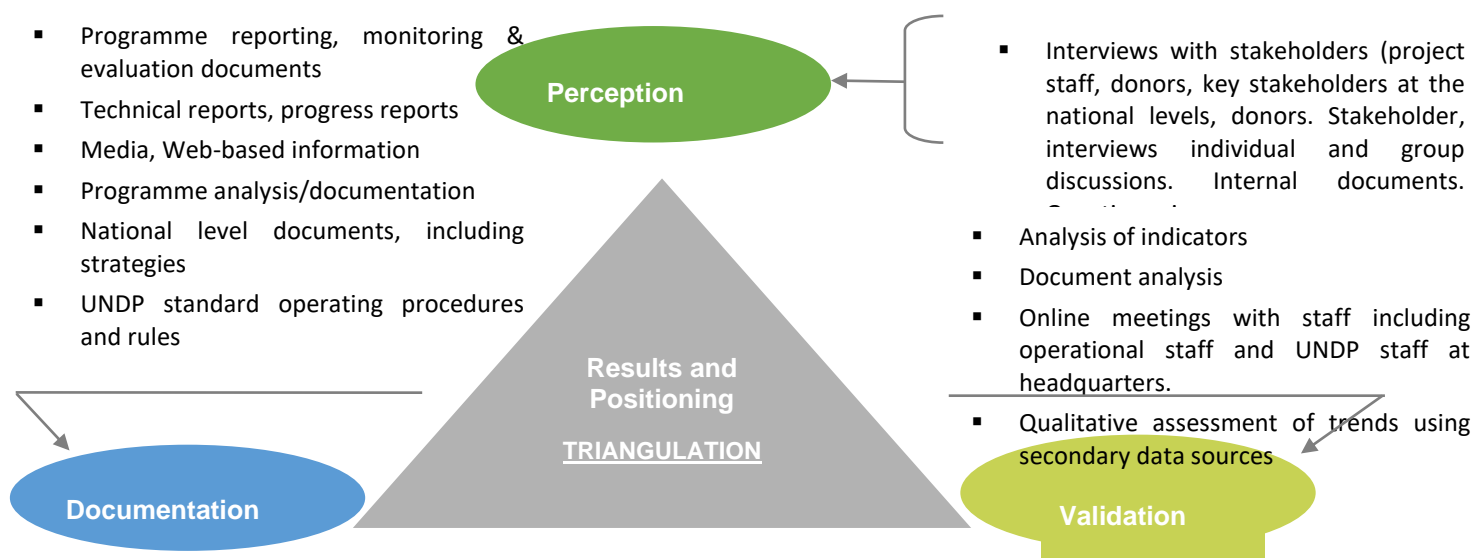 ▪ Programme reporting, monitoring &
evaluation documents
▪ Technical reports, progress reports
▪ Media, Web-based information
▪ Programme analysis/documentation
▪ National level documents, including
strategies
▪ UNDP standard operating procedures
and rules
Perception
▪ Interviews with stakeholders (project
staff, donors, key stakeholders at the
national levels, donors. Stakeholder,
interviews individual and group
discussions. Internal documents.
▪ Analysis of indicators
▪ Document analysis
▪ Online meetings with staff including
operational staff and UNDP staff at
headquarters.
▪ Qualitative assessment of trends using
secondary data sources
Results and
Positioning
TRIANGULATION
Documentation
Validation